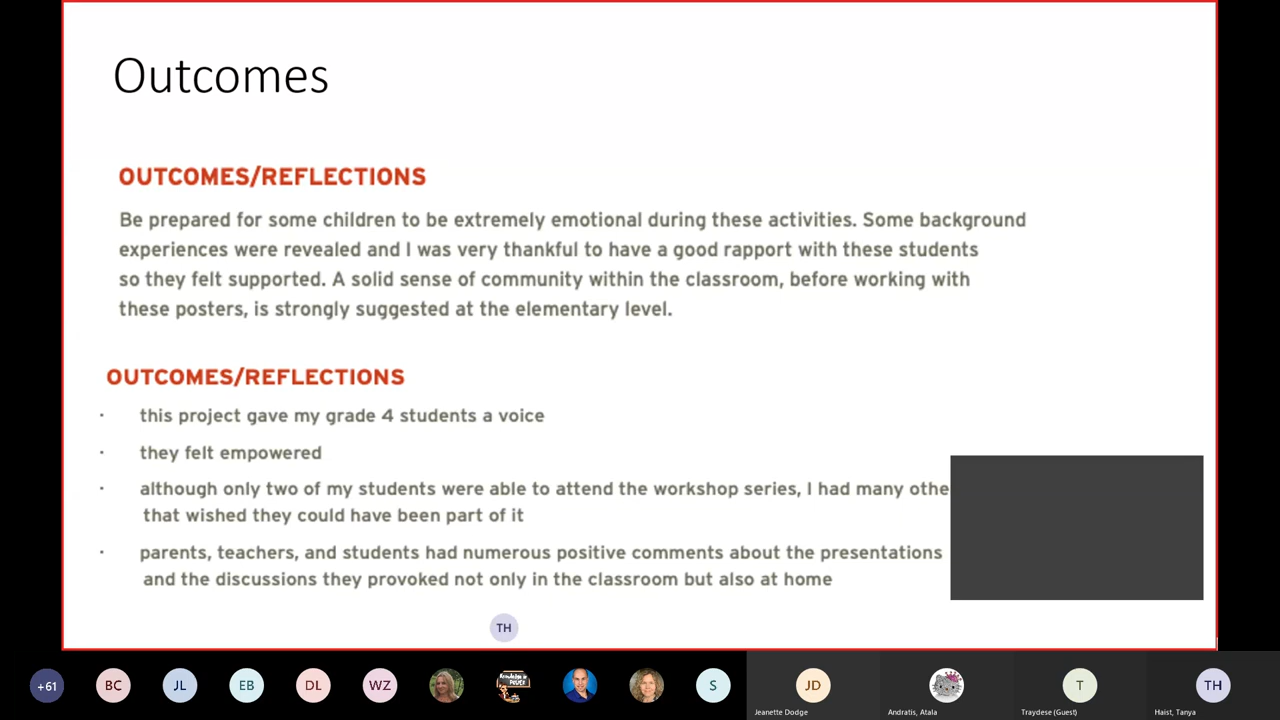 Outcomes
OUTCOMES/REFLECTIONS
Be prepared for some children to be extremely emotional during these activities. Some background
experiences were revealed and I was very thankful to have a good rapport with these students
so they felt supported. A solid sense of community within the classroom, before working with
these posters, is strongly suggested at the elementary level.
OUTCOMES/REFLECTIONS
· this project gave my grade 4 students a voice
· they felt empowered
· although only two of my students were able to attend the workshop series, I had many othe
that wished they could have been part of it
· parents, teachers, and students had numerous positive comments about the presentations
and the discussions they provoked not only in the classroom but also at home
TH
+61 BC JL EB DL WZ S JD T TH
Jeanette Dodge Andratis, Atala Traydese (Guest) Haist, Tanya